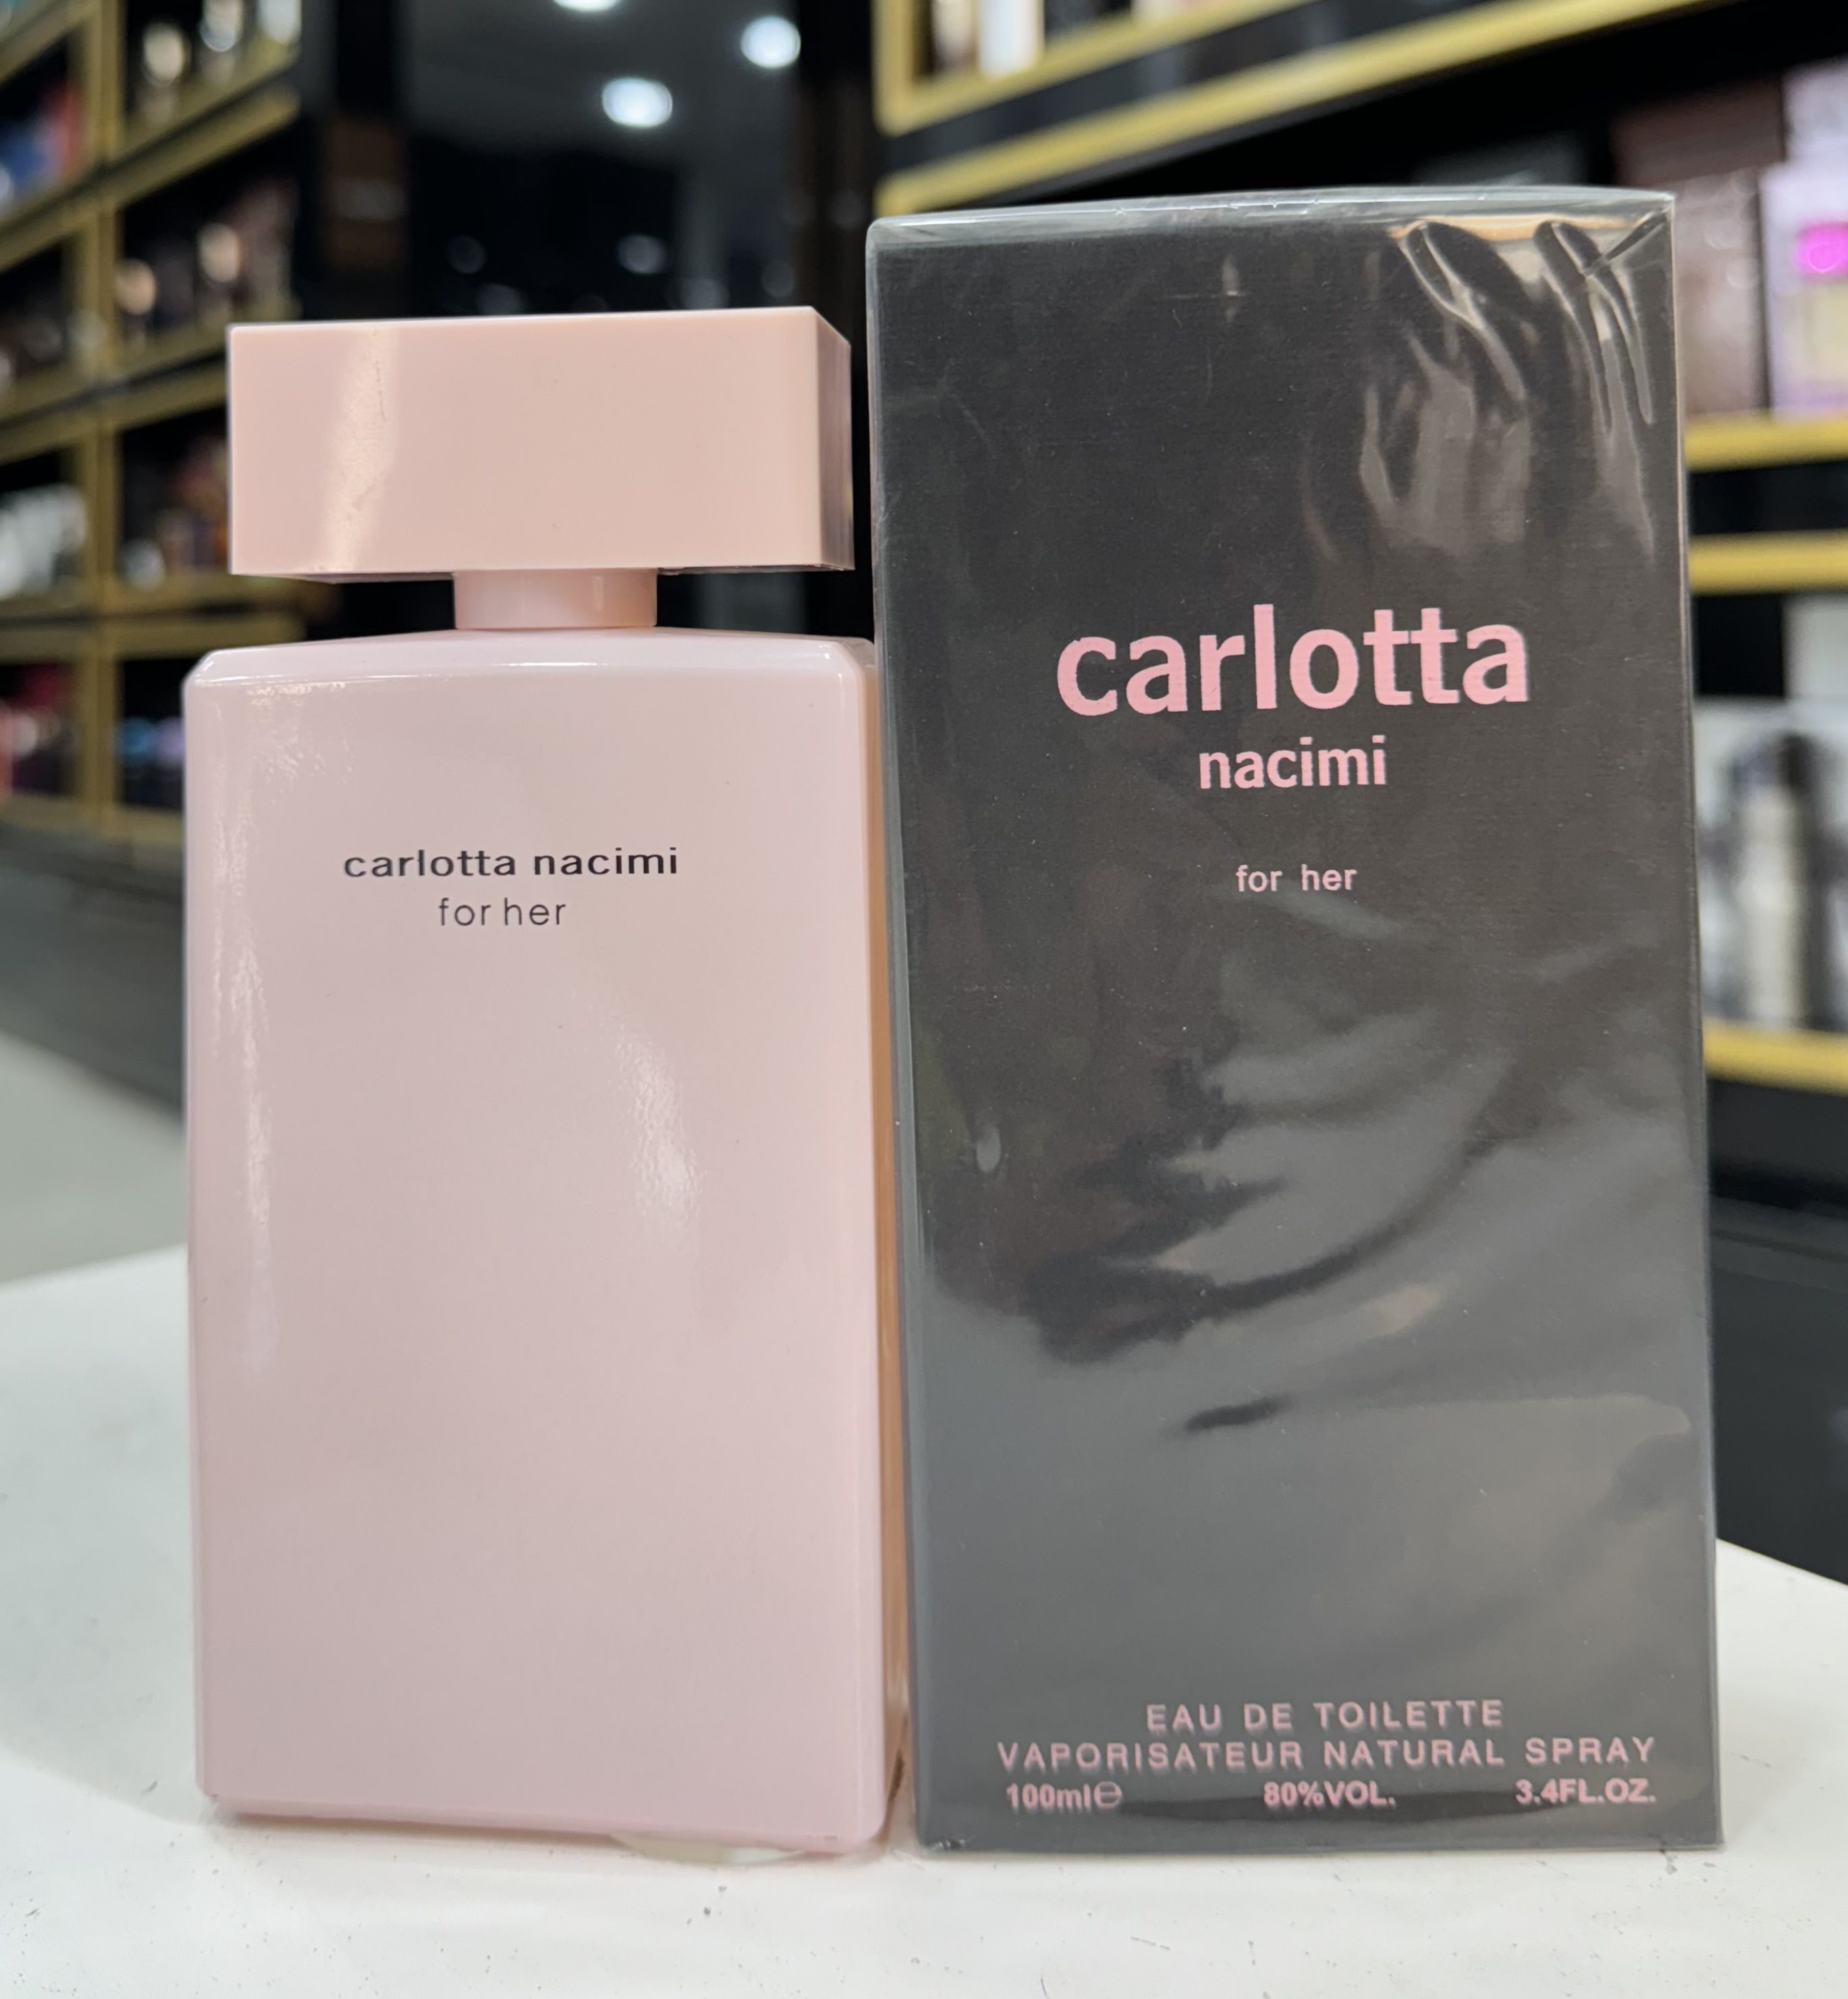 carlotta nacimi
for her
carlotta
nacimi
for her
EAU DE TOILETTE
VAPORISATEUR NATURAL SPRAY
100ml℮ 80%VOL. 3.4FL.OZ.